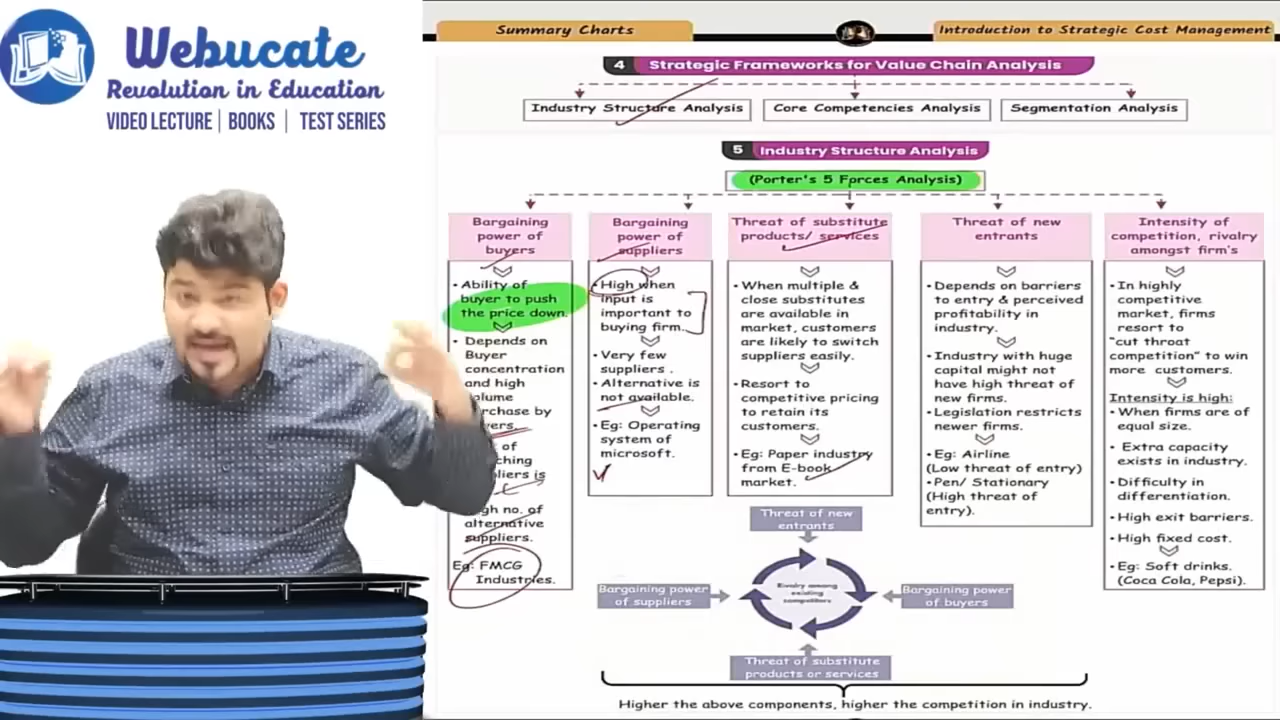 Webucate
Revolution in Education
VIDEO LECTURE | BOOKS | TEST SERIES
Summary Charts
Introduction to Strategic Cost Management
4 Strategic Frameworks for Value Chain Analysis
Industry Structure Analysis
Core Competencies Analysis
Segmentation Analysis
5 Industry Structure Analysis
(Porter's 5 Forces Analysis)
Bargaining
power of
buyers
• Ability of
buyer to push
the price down.
• Depends on
Buyer
concentration
and high
purchase by
of
is
no. of
alternative
suppliers.
Eg: FMCG
Industries.
Bargaining
power of
suppliers
• High when
input is
important to
buying firm.
• Very few
suppliers .
• Alternative is
not available.
• Eg: Operating
system of
microsoft.
Threat of substitute
products/ services
• When multiple &
close substitutes
are available in
market, customers
are likely to switch
suppliers easily.
• Resort to
competitive pricing
to retain its
customers.
• Eg: Paper industry
from E-book
market.
Threat of new
entrants
• Depends on barriers
to entry & perceived
profitability in
industry.
• Industry with huge
capital might not
have high threat of
new firms.
• Legislation restricts
newer firms.
• Eg: Airline
(Low threat of entry)
• Pen/ Stationary
(High threat of
entry).
Intensity of
competition, rivalry
amongst firm's
• In highly
competitive
market, firms
resort to
"cut throat
competition" to win
more customers.
Intensity is high:
• When firms are of
equal size.
• Extra capacity
exists in industry.
• Difficulty in
differentiation.
• High exit barriers.
• High fixed cost.
• Eg: Soft drinks.
(Coca Cola, Pepsi).
Threat of new
entrants
Bargaining power
of suppliers
Rivalry among
existing
competitors
Bargaining power
of buyers
Threat of substitute
products or services
Higher the above components, higher the competition in industry.